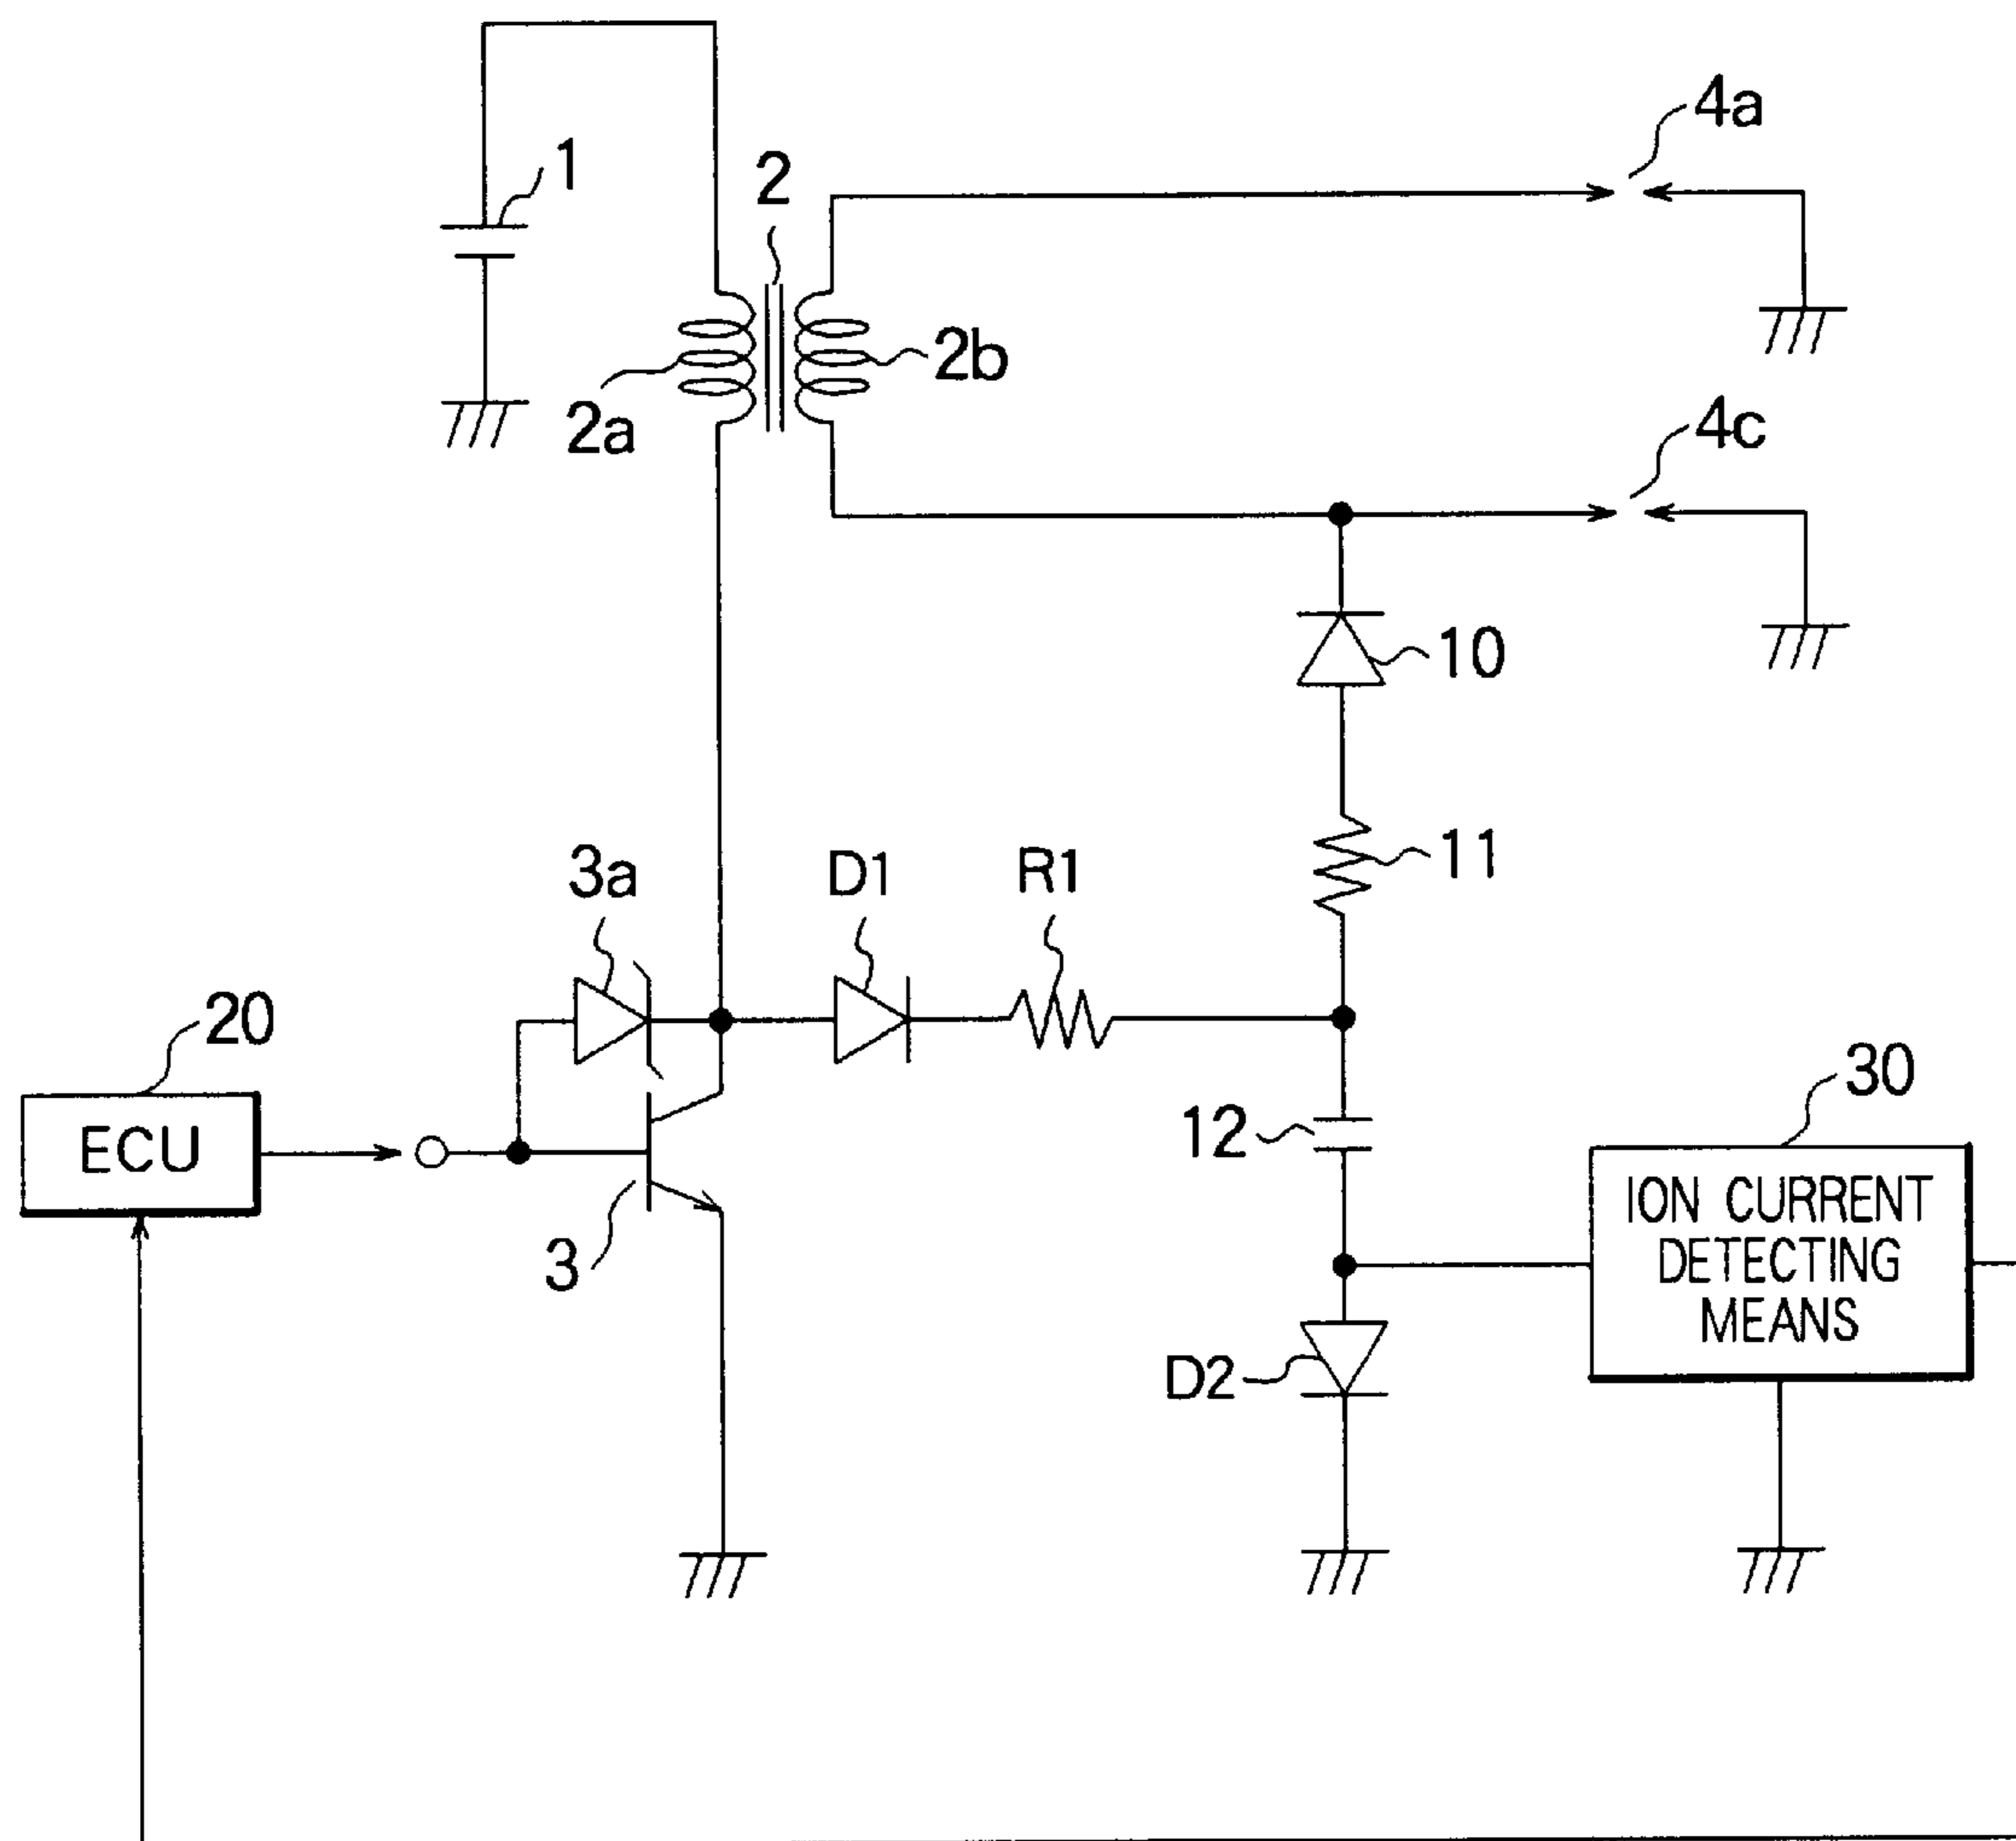 4a
1
2
2b
2a
4c
10
11
3a
D1
R1
20
30
12
ECU
ION CURRENT
DETECTING
MEANS
3
D2